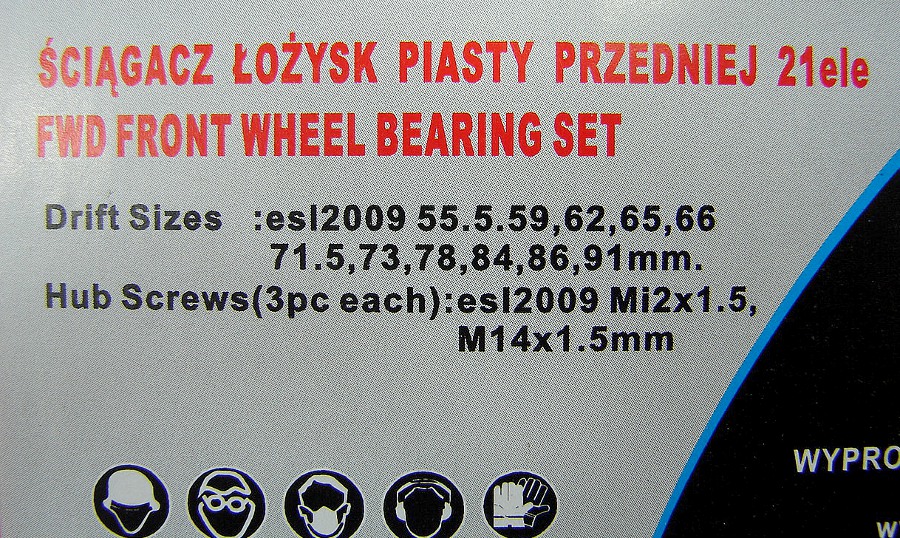 ŚCIĄGACZ ŁOŻYSK PIASTY PRZEDNIEJ 21ele
FWD FRONT WHEEL BEARING SET
Drift Sizes :esl2009 55.5.59,62,65,66
71.5,73,78,84,86,91mm.
Hub Screws(3pc each):esl2009 Mi2x1.5,
M14x1.5mm
WYPRO